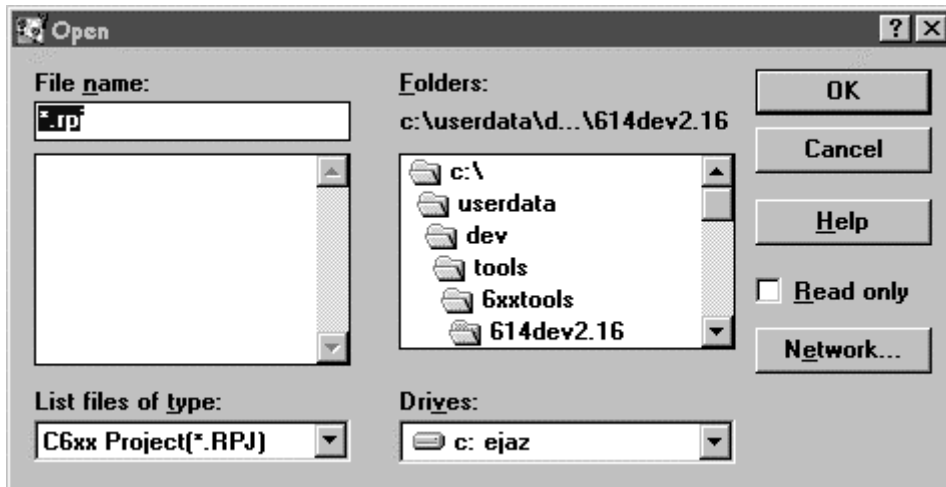 Open
File name:
*.rpj
Folders:
c:\userdata\d...\614dev2.16
c:\
userdata
dev
tools
6xxtools
614dev2.16
OK
Cancel
Help
Read only
Network...
List files of type:
C6xx Project(*.RPJ)
Drives:
c: ejaz